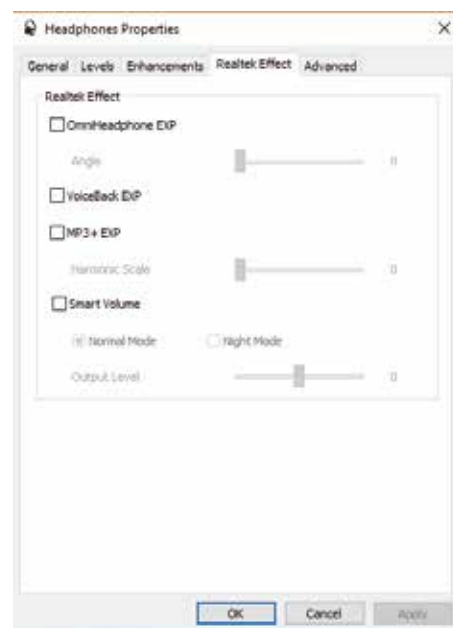 Headphones Properties
General Levels Enhancements Realtek Effect Advanced
Realtek Effect
OmniHeadphone EXP
Angle 0
VoiceBack EXP
MP3+ EXP
Harmonic Scale 0
Smart Volume
Normal Mode Night Mode
Output Level 0
OK Cancel Apply